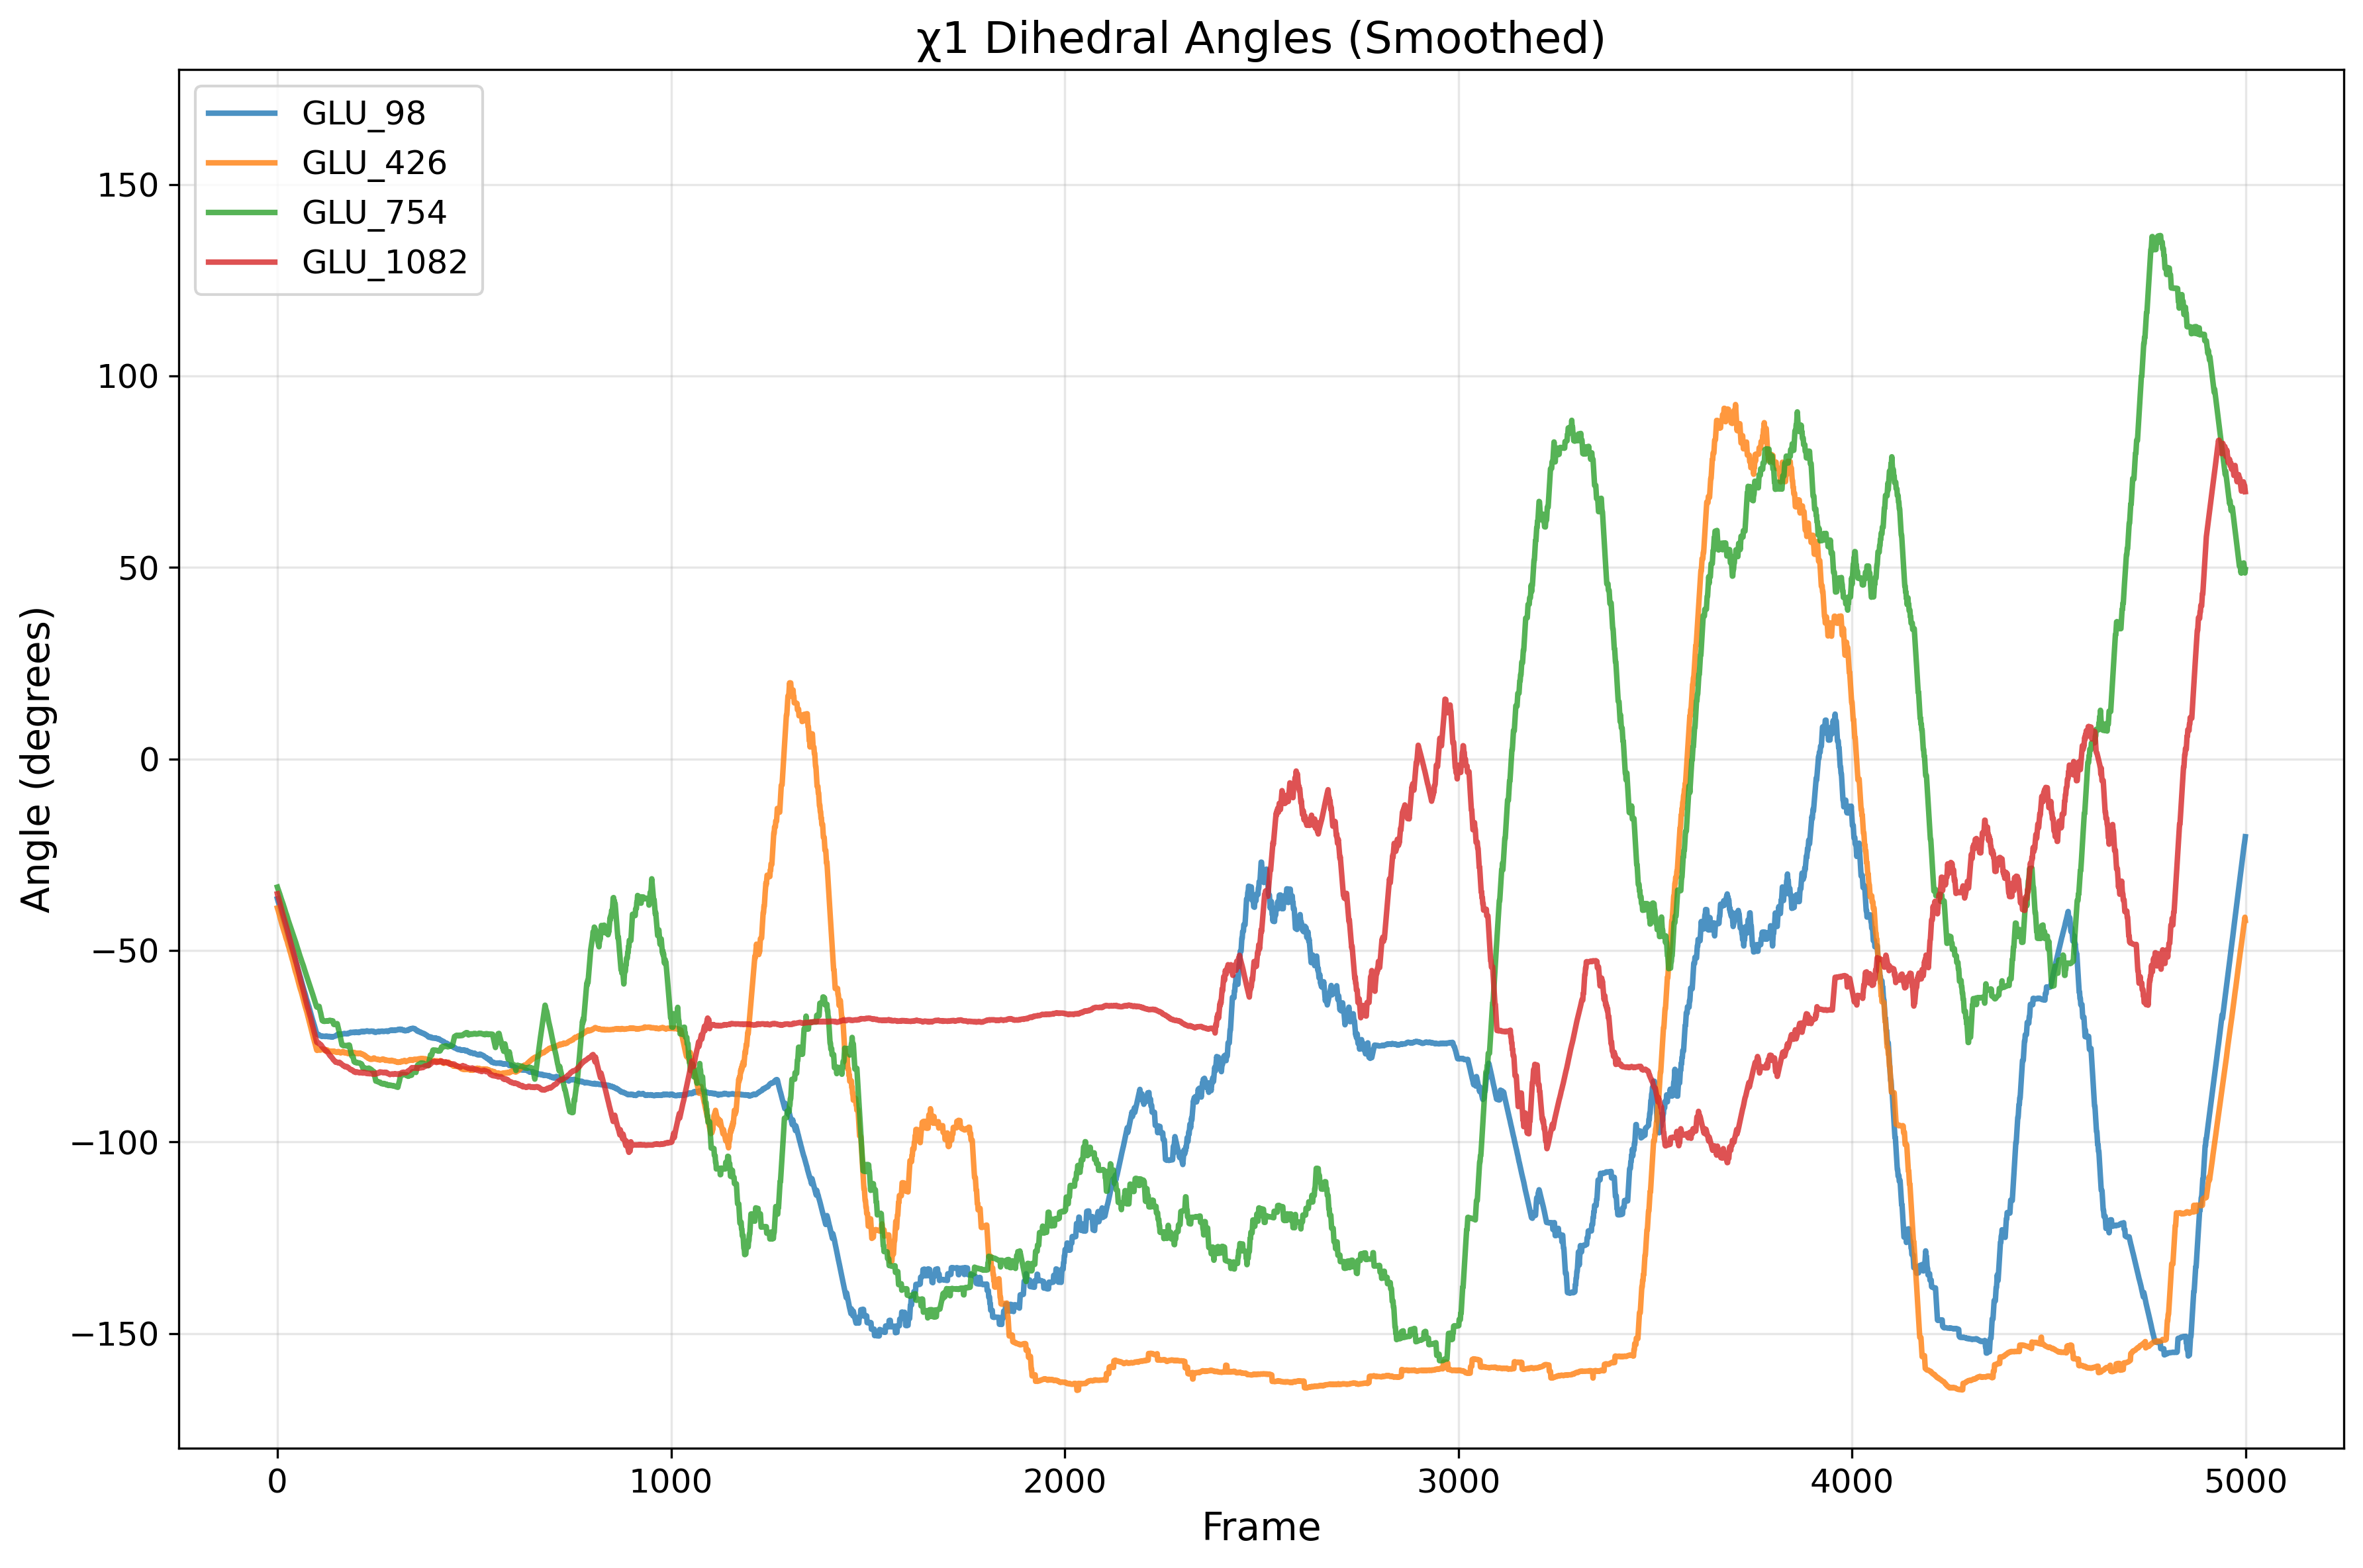 χ1 Dihedral Angles (Smoothed)
GLU_98
GLU_426
GLU_754
GLU_1082
150
100
50
0
−50
−100
−150
Angle (degrees)
0 1000 2000 3000 4000 5000
Frame